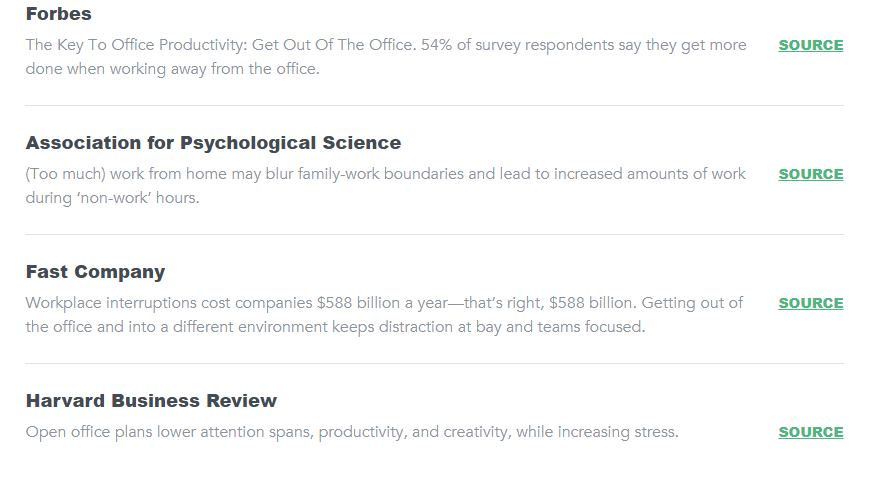 Forbes
The Key To Office Productivity: Get Out Of The Office. 54% of survey respondents say they get more
done when working away from the office.
SOURCE
Association for Psychological Science
(Too much) work from home may blur family-work boundaries and lead to increased amounts of work
during ‘non-work’ hours.
SOURCE
Fast Company
Workplace interruptions cost companies $588 billion a year—that’s right, $588 billion. Getting out of
the office and into a different environment keeps distraction at bay and teams focused.
SOURCE
Harvard Business Review
Open office plans lower attention spans, productivity, and creativity, while increasing stress.
SOURCE